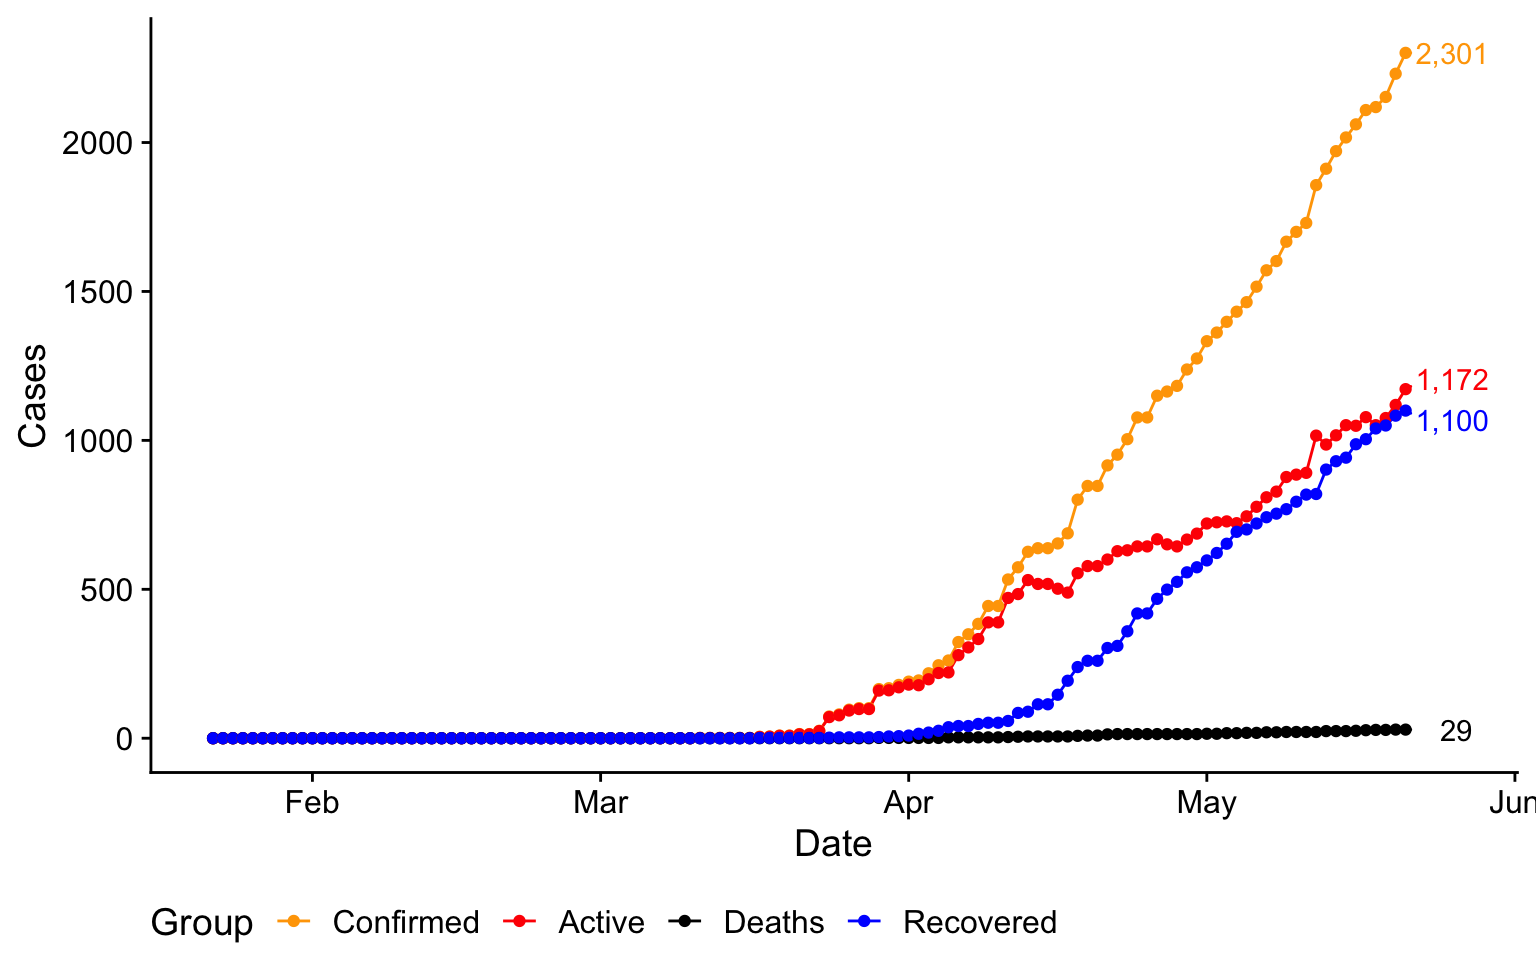 2,301
2000
1500
1,172
1,100
1000
500
0
29
Cases
Feb Mar Apr May Jun
Date
Group Confirmed Active Deaths Recovered